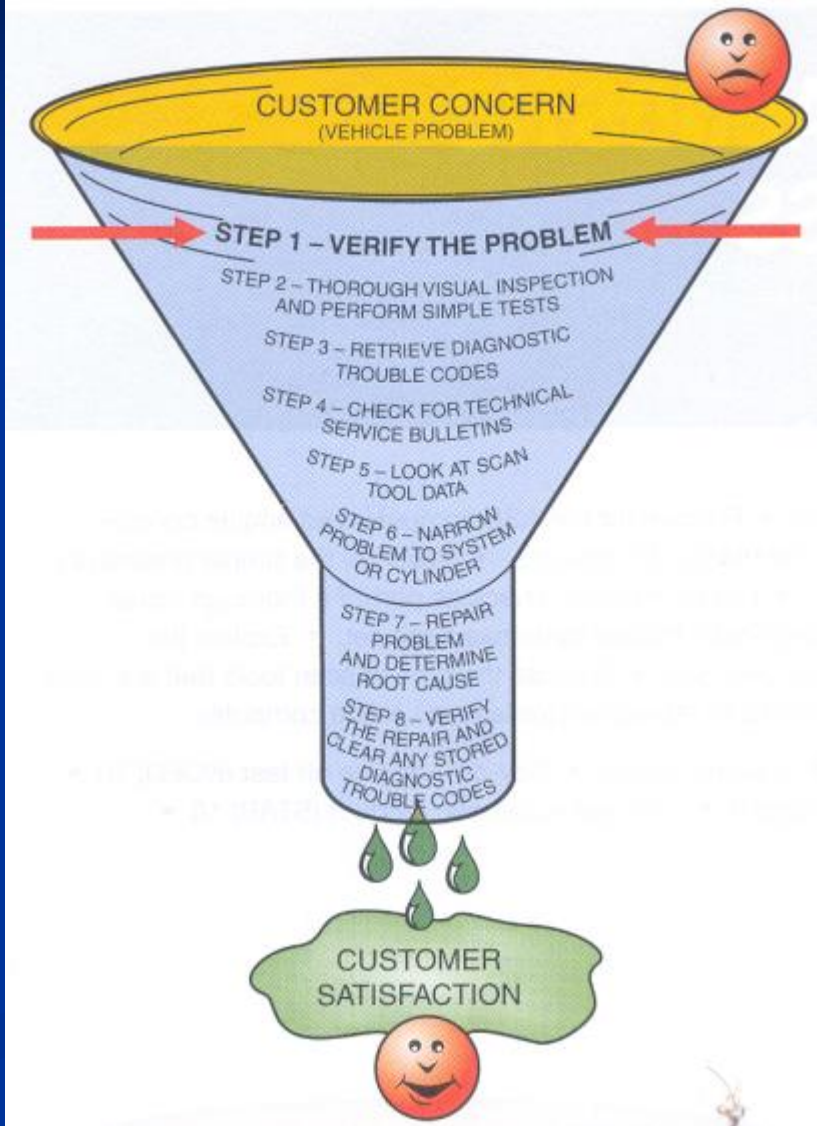 CUSTOMER CONCERN
(VEHICLE PROBLEM)
STEP 1 – VERIFY THE PROBLEM
STEP 2 – THOROUGH VISUAL INSPECTION
AND PERFORM SIMPLE TESTS
STEP 3 – RETRIEVE DIAGNOSTIC
TROUBLE CODES
STEP 4 – CHECK FOR TECHNICAL
SERVICE BULLETINS
STEP 5 – LOOK AT SCAN
TOOL DATA
STEP 6 – NARROW
PROBLEM TO SYSTEM
OR CYLINDER
STEP 7 – REPAIR
PROBLEM
AND DETERMINE
ROOT CAUSE
STEP 8 – VERIFY
THE REPAIR AND
CLEAR ANY STORED
DIAGNOSTIC
TROUBLE CODES
CUSTOMER
SATISFACTION